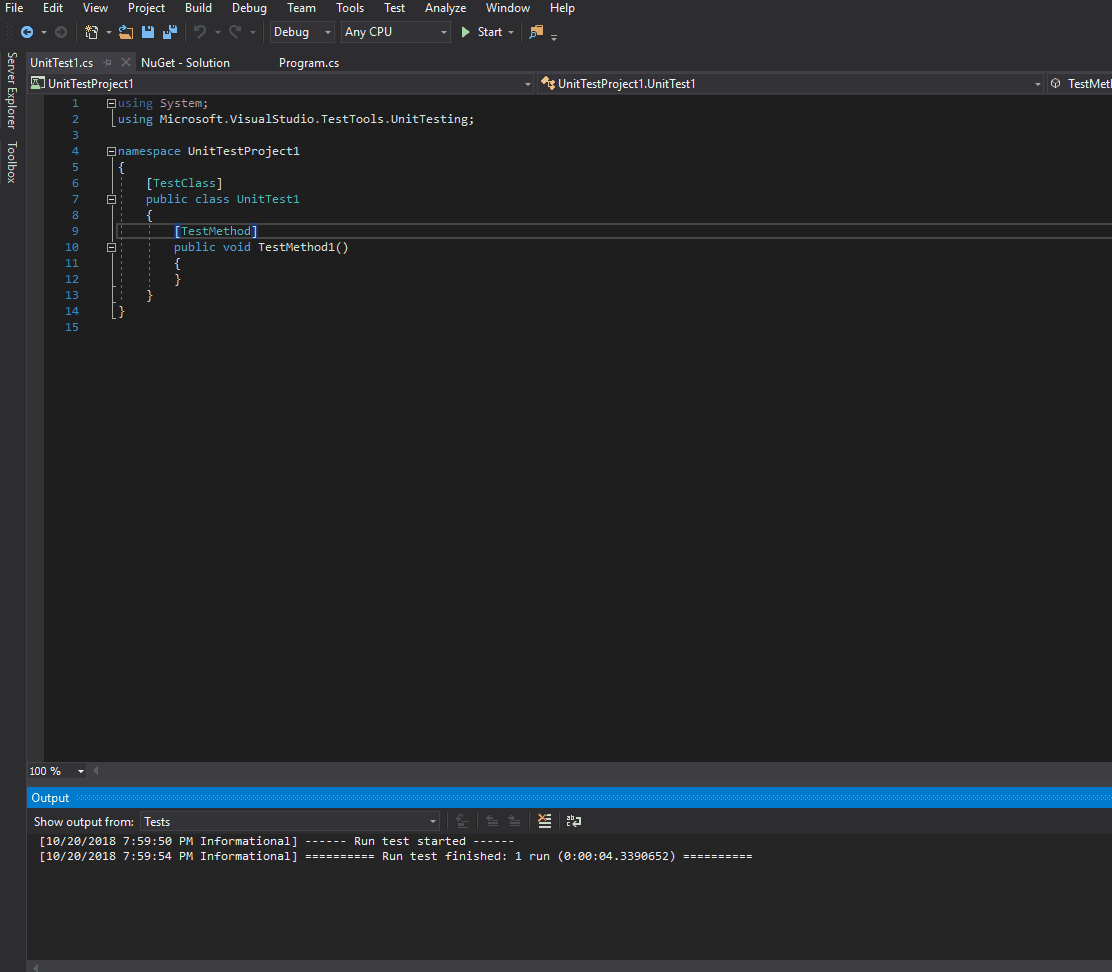 File Edit View Project Build Debug Team Tools Test Analyze Window Help
Debug Any CPU Start
Server Explorer
Toolbox
UnitTest1.cs NuGet - Solution Program.cs
UnitTestProject1 UnitTestProject1.UnitTest1 TestMet
1 using System;
2 using Microsoft.VisualStudio.TestTools.UnitTesting;
3
4 namespace UnitTestProject1
5 {
6 [TestClass]
7 public class UnitTest1
8 {
9 [TestMethod]
10 public void TestMethod1()
11 {
12 }
13 }
14 }
15
100 %
Output
Show output from: Tests
[10/20/2018 7:59:50 PM Informational] ------ Run test started ------
[10/20/2018 7:59:54 PM Informational] ========== Run test finished: 1 run (0:00:04.3390652) ==========